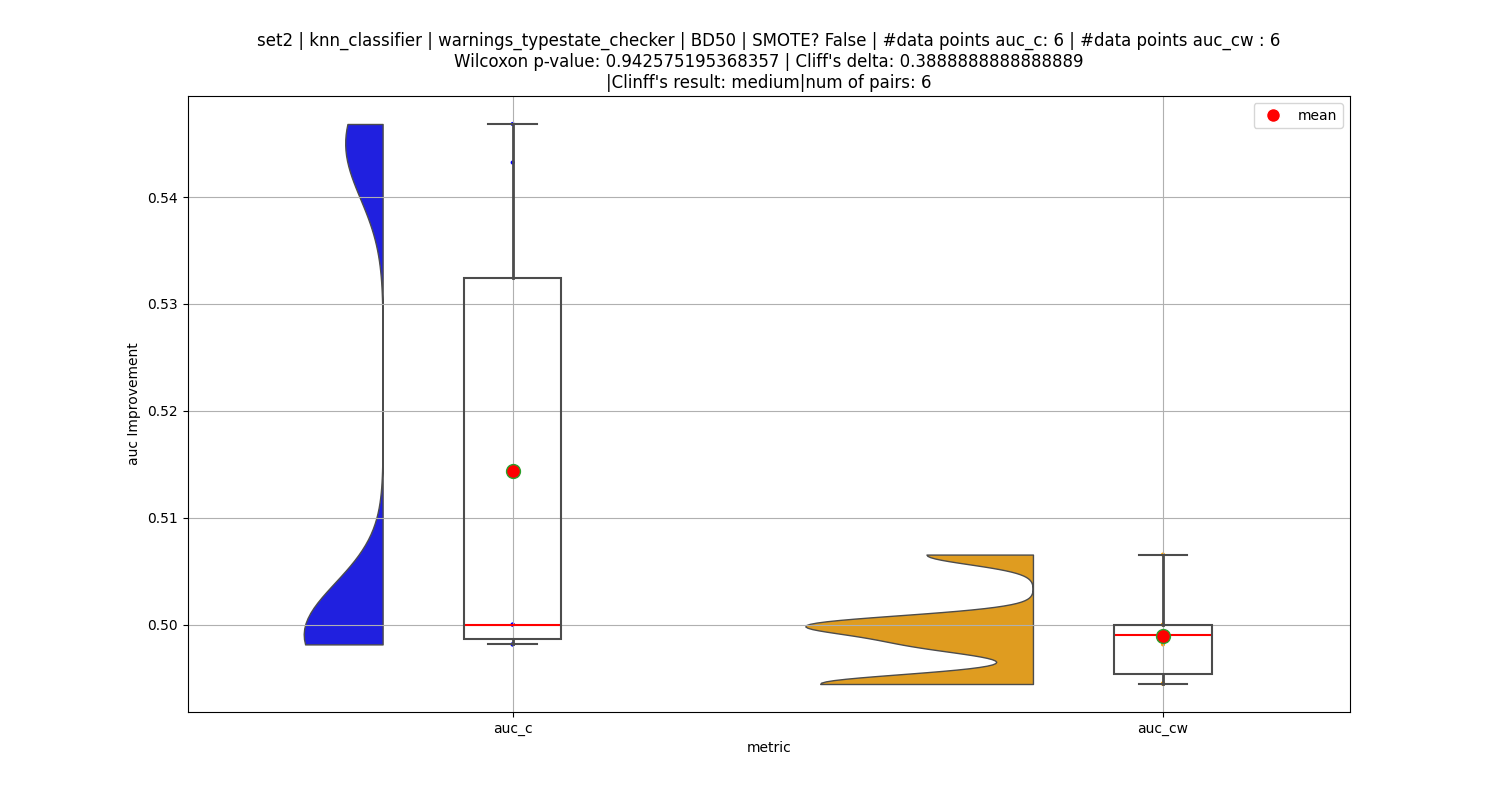 set2 | knn_classifier | warnings_typestate_checker | BD50 | SMOTE? False | #data points auc_c: 6 | #data points auc_cw : 6
Wilcoxon p-value: 0.942575195368357 | Cliff's delta: 0.3888888888888889
|Clinff's result: medium|num of pairs: 6
mean
0.54
0.53
0.52
0.51
0.50
auc Improvement
auc_c
auc_cw
metric